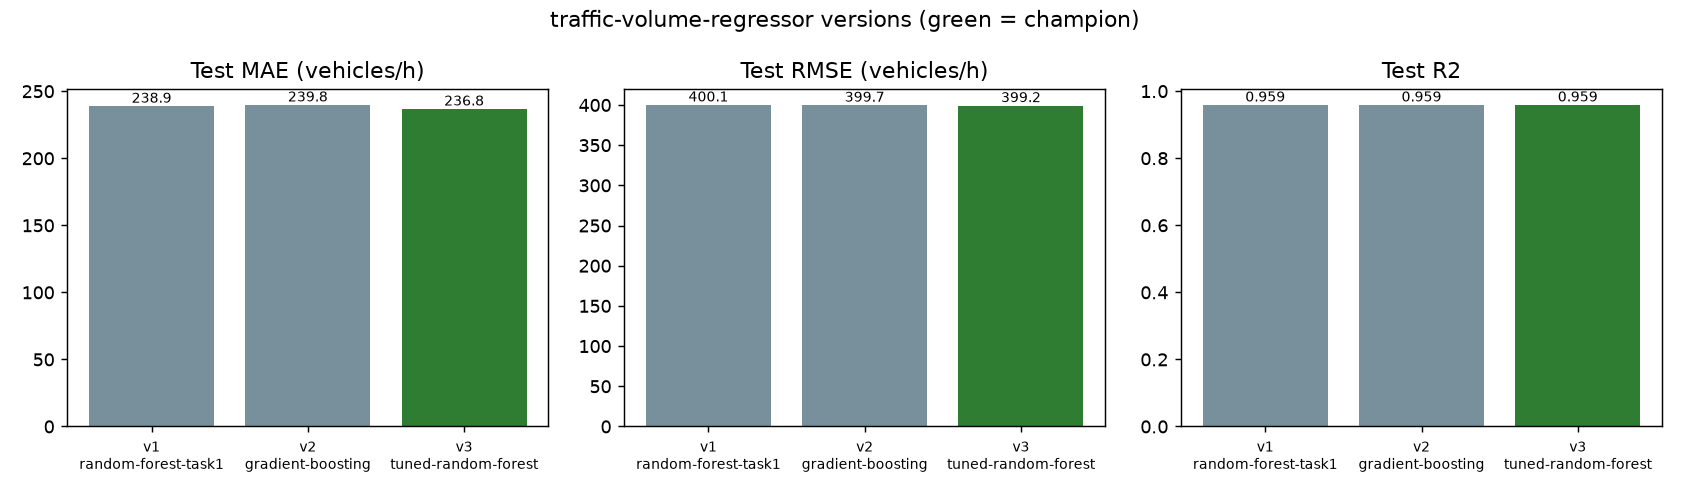 traffic-volume-regressor versions (green = champion)
Test MAE (vehicles/h)
250
200
150
100
50
0
238.9
239.8
236.8
v1
random-forest-task1
v2
gradient-boosting
v3
tuned-random-forest
Test RMSE (vehicles/h)
400
350
300
250
200
150
100
50
0
400.1
399.7
399.2
v1
random-forest-task1
v2
gradient-boosting
v3
tuned-random-forest
Test R2
1.0
0.8
0.6
0.4
0.2
0.0
0.959
0.959
0.959
v1
random-forest-task1
v2
gradient-boosting
v3
tuned-random-forest